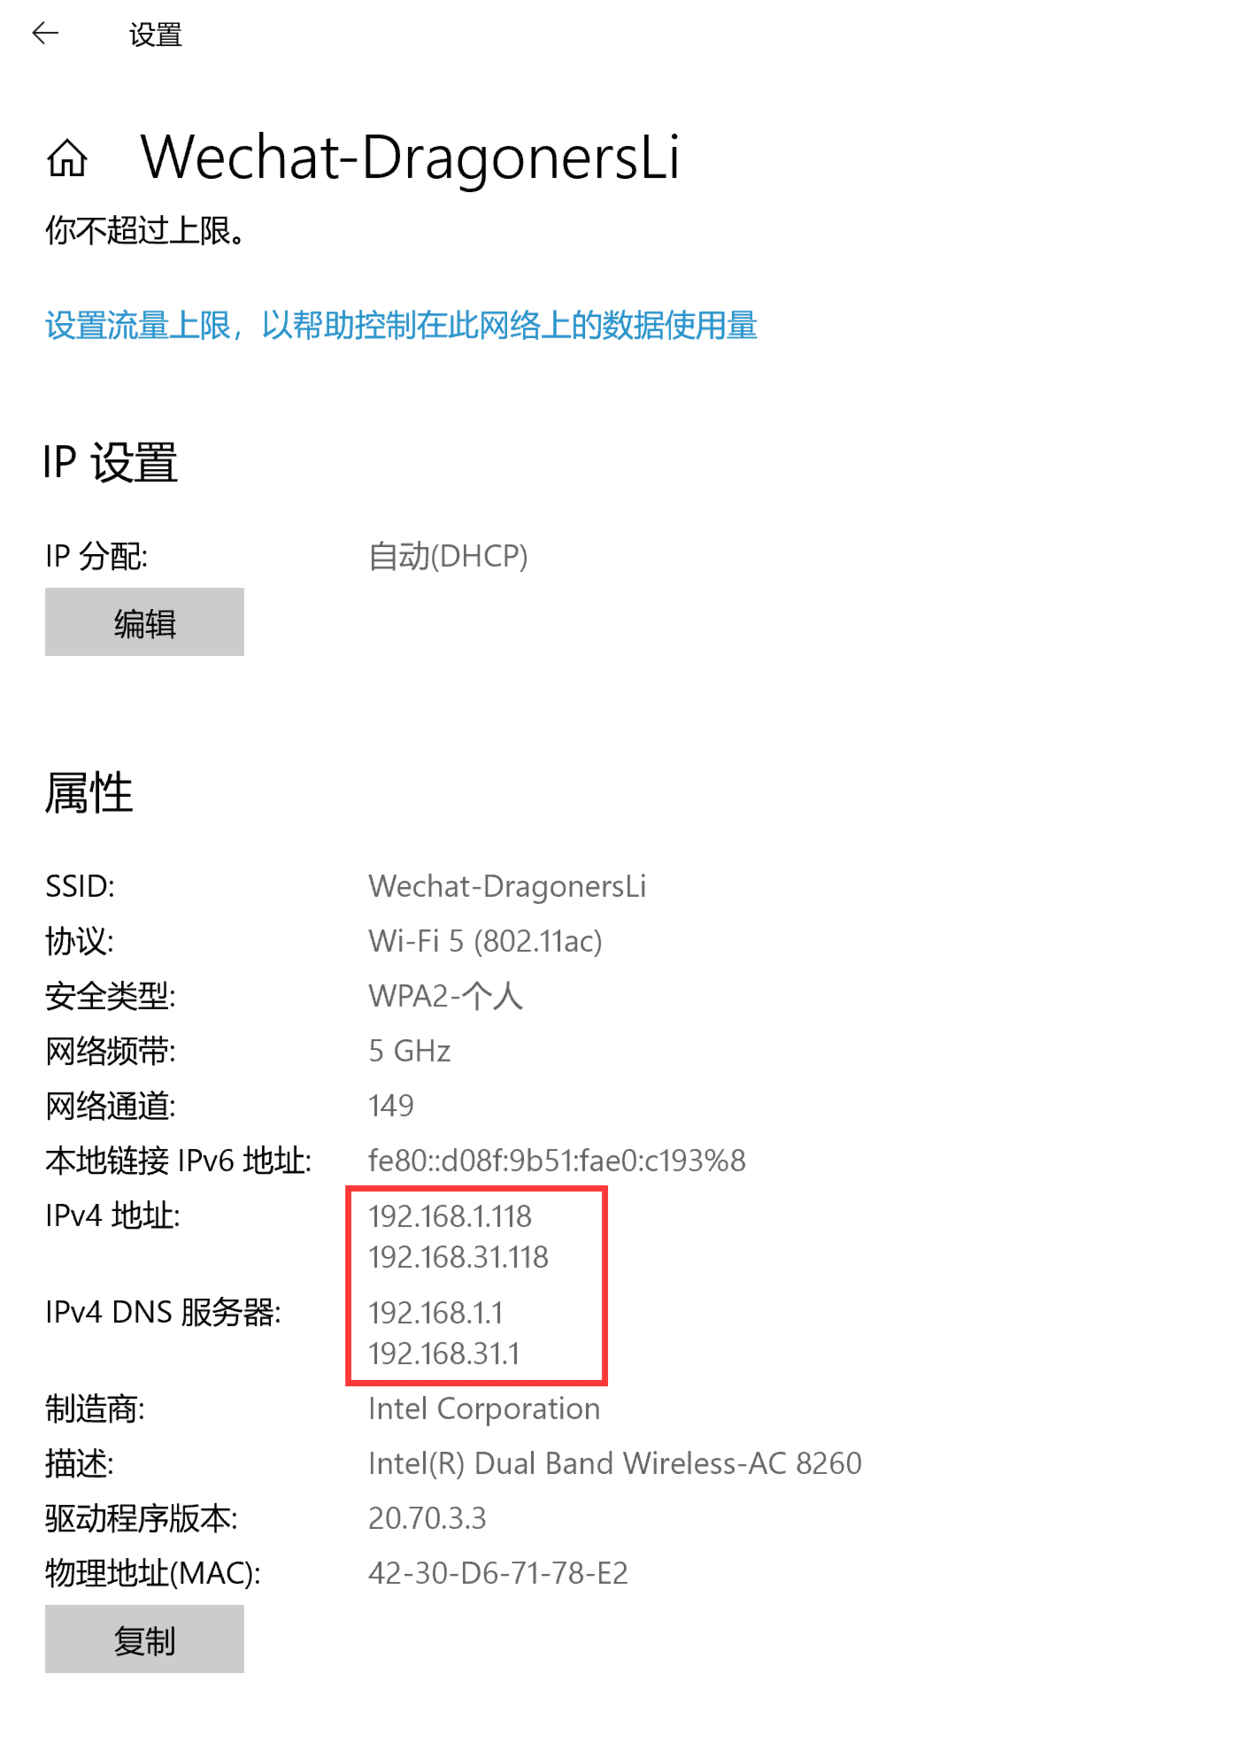 设置
Wechat-DragonersLi
你不超过上限。
设置流量上限，以帮助控制在此网络上的数据使用量
IP 设置
IP 分配: 自动(DHCP)
编辑
属性
SSID: Wechat-DragonersLi
协议: Wi-Fi 5 (802.11ac)
安全类型: WPA2-个人
网络频带: 5 GHz
网络通道: 149
本地链接 IPv6 地址: fe80::d08f:9b51:fae0:c193%8
IPv4 地址: 192.168.1.118
192.168.31.118
IPv4 DNS 服务器: 192.168.1.1
192.168.31.1
制造商: Intel Corporation
描述: Intel(R) Dual Band Wireless-AC 8260
驱动程序版本: 20.70.3.3
物理地址(MAC): 42-30-D6-71-78-E2
复制